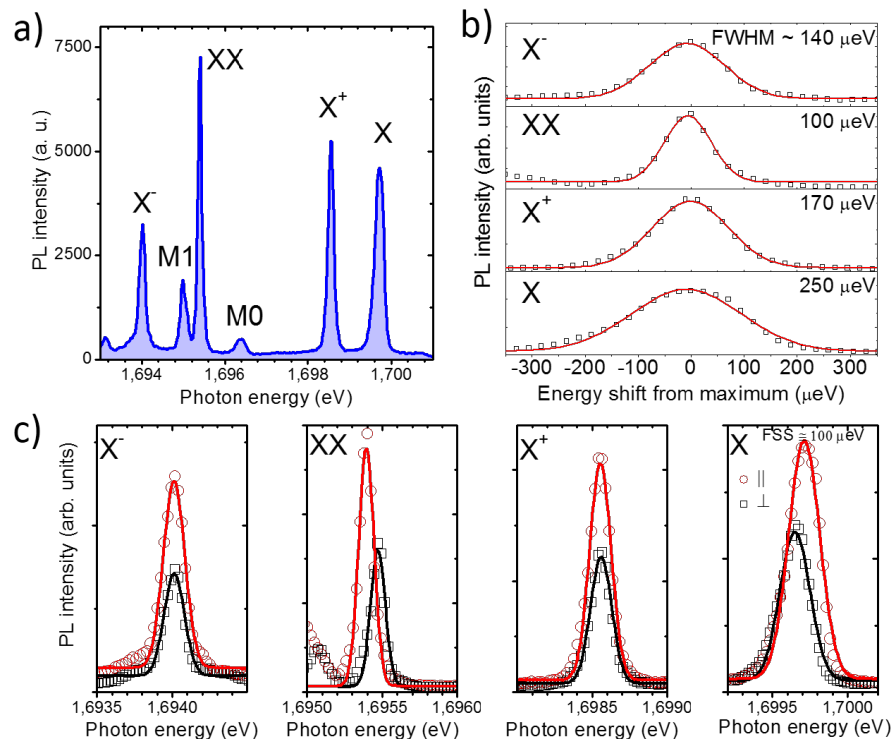 a)
7500
5000
2500
0
PL intensity (a. u.)
X⁻
M1
XX
M0
X⁺
X
1,694
1,696
1,698
1,700
Photon energy (eV)
b)
X⁻
FWHM ~ 140 μeV
XX
100 μeV
X⁺
170 μeV
X
250 μeV
PL intensity (arb. units)
-300
-200
-100
0
100
200
300
Energy shift from maximum (μeV)
c)
PL intensity (arb. units)
X⁻
1,6935
1,6940
Photon energy (eV)
XX
1,6950
1,6955
1,6960
Photon energy (eV)
X⁺
1,6985
1,6990
Photon energy (eV)
X
FSS ≃ 100 μeV
||
⊥
1,6995
1,7000
Photon energy (eV)